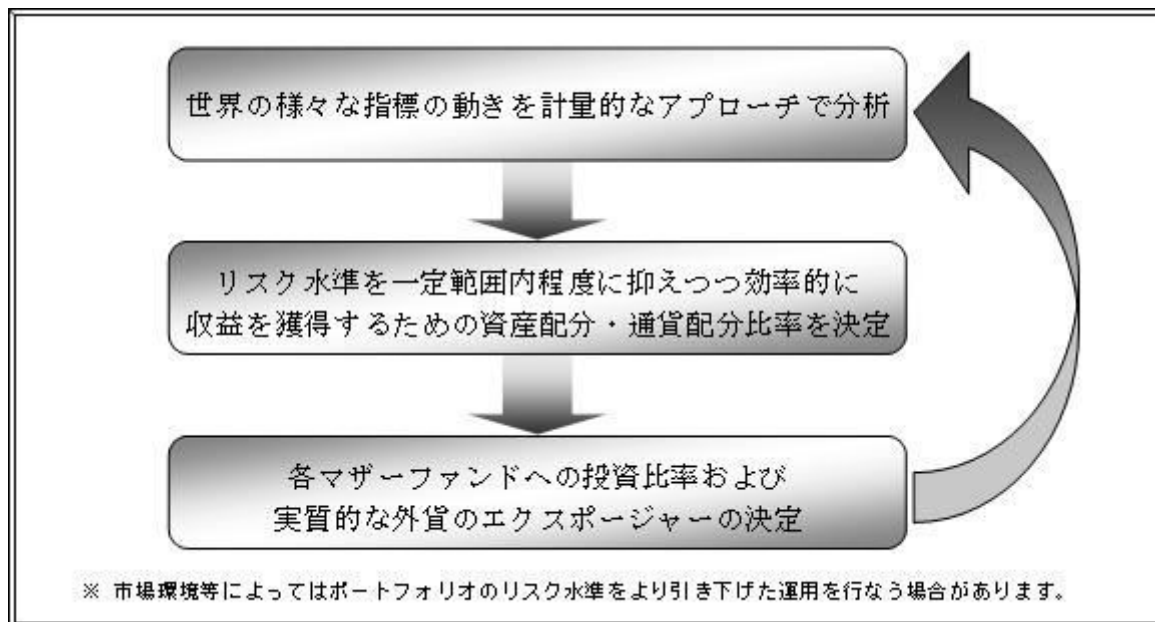 世界の様々な指標の動きを計量的なアプローチで分析
リスク水準を一定範囲内程度に抑えつつ効率的に
収益を獲得するための資産配分・通貨配分比率を決定
各マザーファンドへの投資比率および
実質的な外貨のエクスポージャーの決定
※ 市場環境等によってはポートフォリオのリスク水準をより引き下げた運用を行なう場合があります。